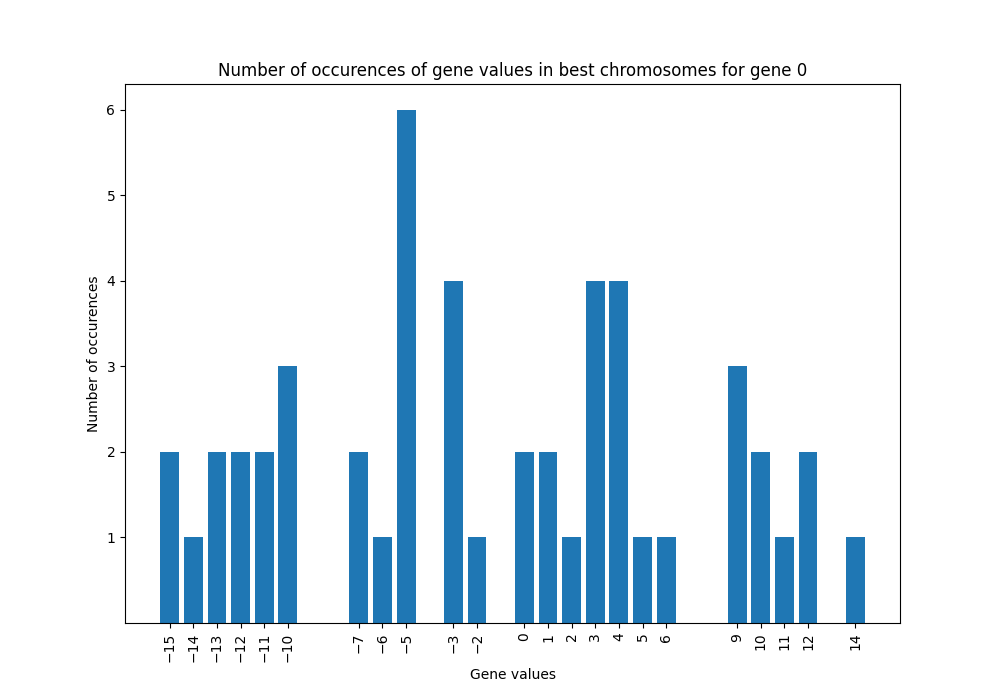 Number of occurences of gene values in best chromosomes for gene 0
6
5
4
3
2
1
Number of occurences
−15 −14 −13 −12 −11 −10 −7 −6 −5 −3 −2 0 1 2 3 4 5 6 9 10 11 12 14
Gene values